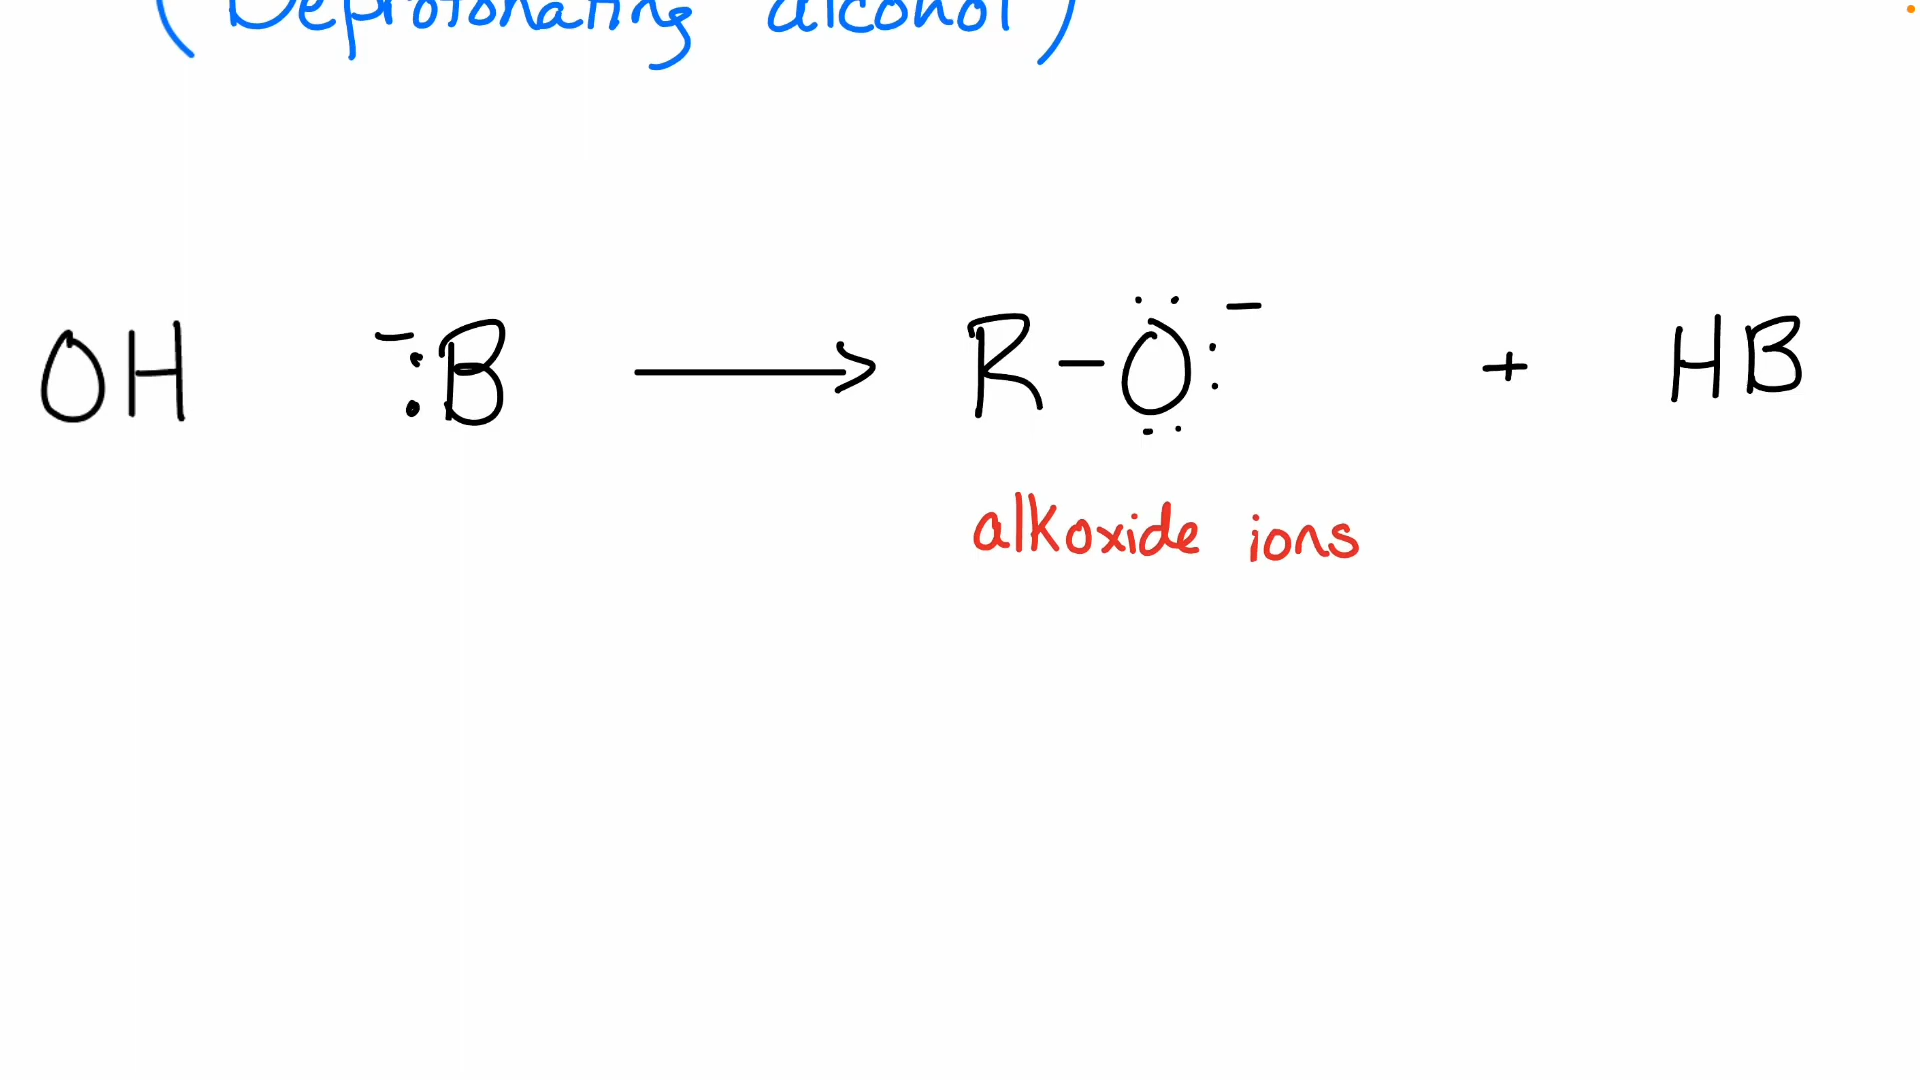 (Deprotonating alcohol)
OH ⁻:B ⟶ R-Ö:⁻ + HB
alkoxide ions